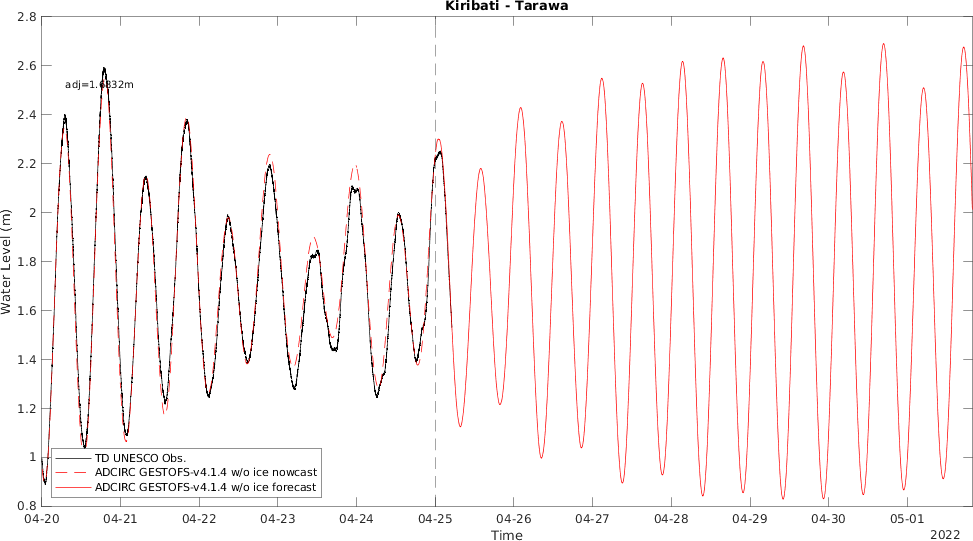 Kiribati - Tarawa
2.8
2.6
adj=1.6832m
2.4
2.2
2
1.8
Water Level (m)
1.6
1.4
1.2
1
0.8
TD UNESCO Obs.
ADCIRC GESTOFS-v4.1.4 w/o ice nowcast
ADCIRC GESTOFS-v4.1.4 w/o ice forecast
04-20 04-21 04-22 04-23 04-24 04-25 04-26 04-27 04-28 04-29 04-30 05-01
Time
2022